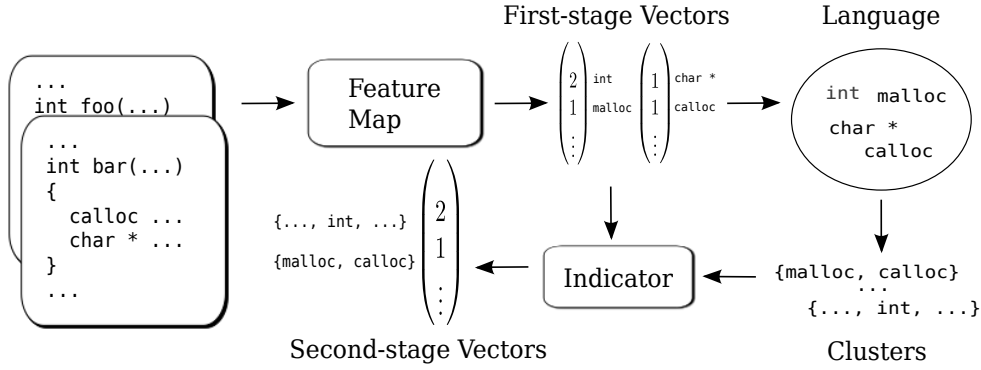 First-stage Vectors
Language
...
int foo(...)
...
int bar(...)
{
calloc ...
char * ...
}
...
Feature
Map
2 int
1 malloc
⋮
1 char *
1 calloc
⋮
int malloc
char *
calloc
{..., int, ...} 2
{malloc, calloc} 1
⋮
Indicator
{malloc, calloc}
...
{..., int, ...}
Second-stage Vectors
Clusters